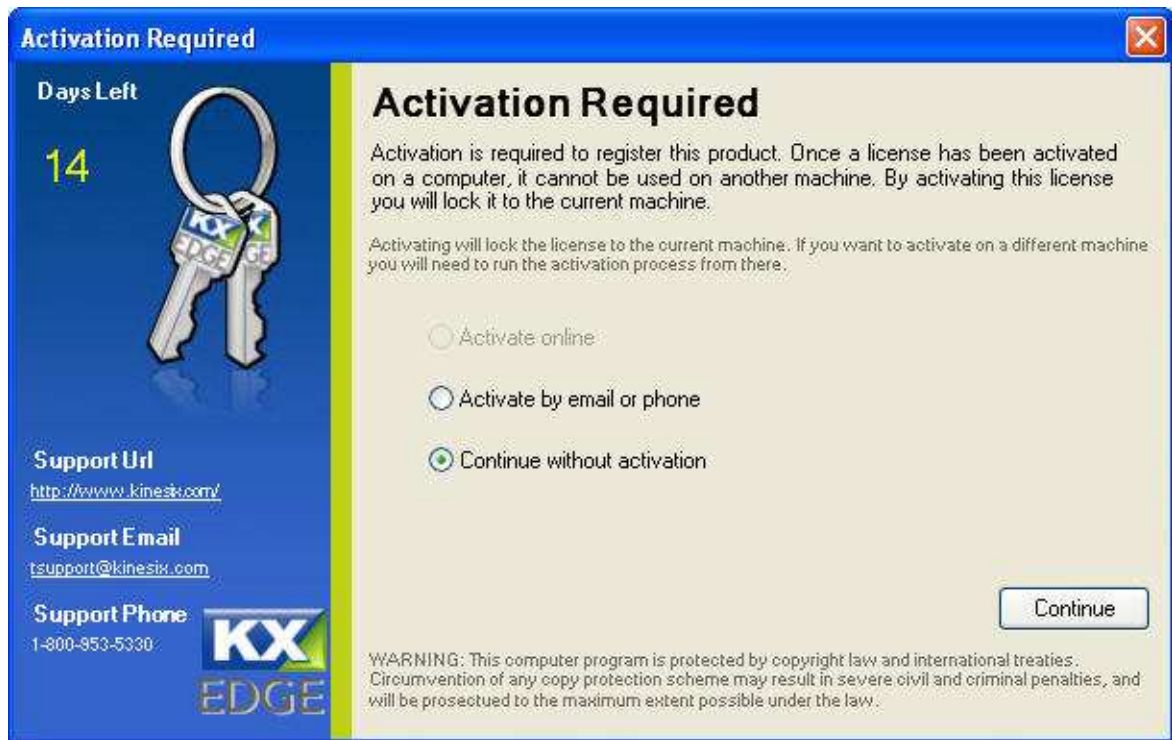 Activation Required
Days Left
14
KX
EDGE
GE
Support Url
http://www.kinesix.com/
Support Email
tsupport@kinesix.com
Support Phone
1-800-953-5330
KX
EDGE
Activation Required
Activation is required to register this product. Once a license has been activated
on a computer, it cannot be used on another machine. By activating this license
you will lock it to the current machine.
Activating will lock the license to the current machine. If you want to activate on a different machine
you will need to run the activation process from there.
Activate online
Activate by email or phone
Continue without activation
Continue
WARNING: This computer program is protected by copyright law and international treaties.
Circumvention of any copy protection scheme may result in severe civil and criminal penalties, and
will be prosectued to the maximum extent possible under the law.